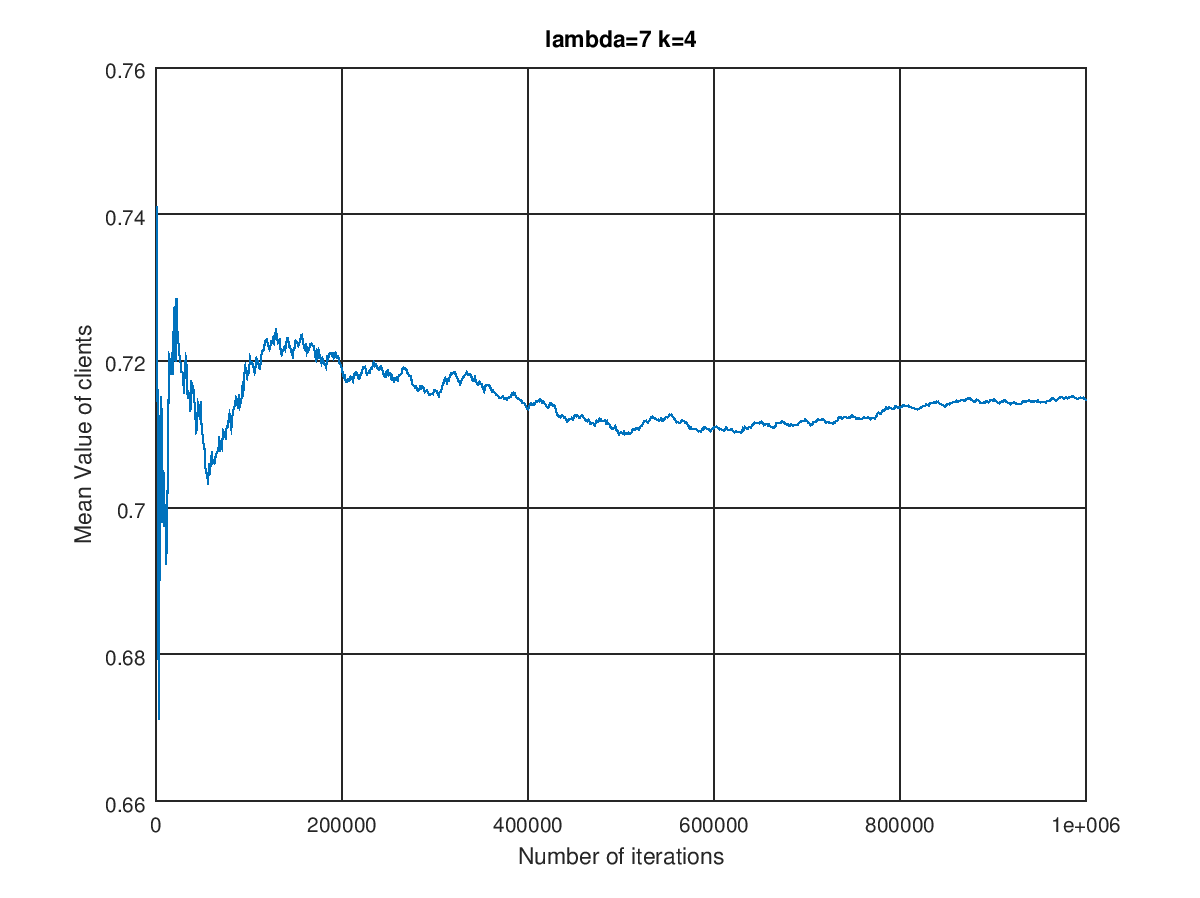 lambda=7 k=4
0.76
0.74
0.72
0.7
0.68
0.66
Mean Value of clients
0 200000 400000 600000 800000 1e+006
Number of iterations